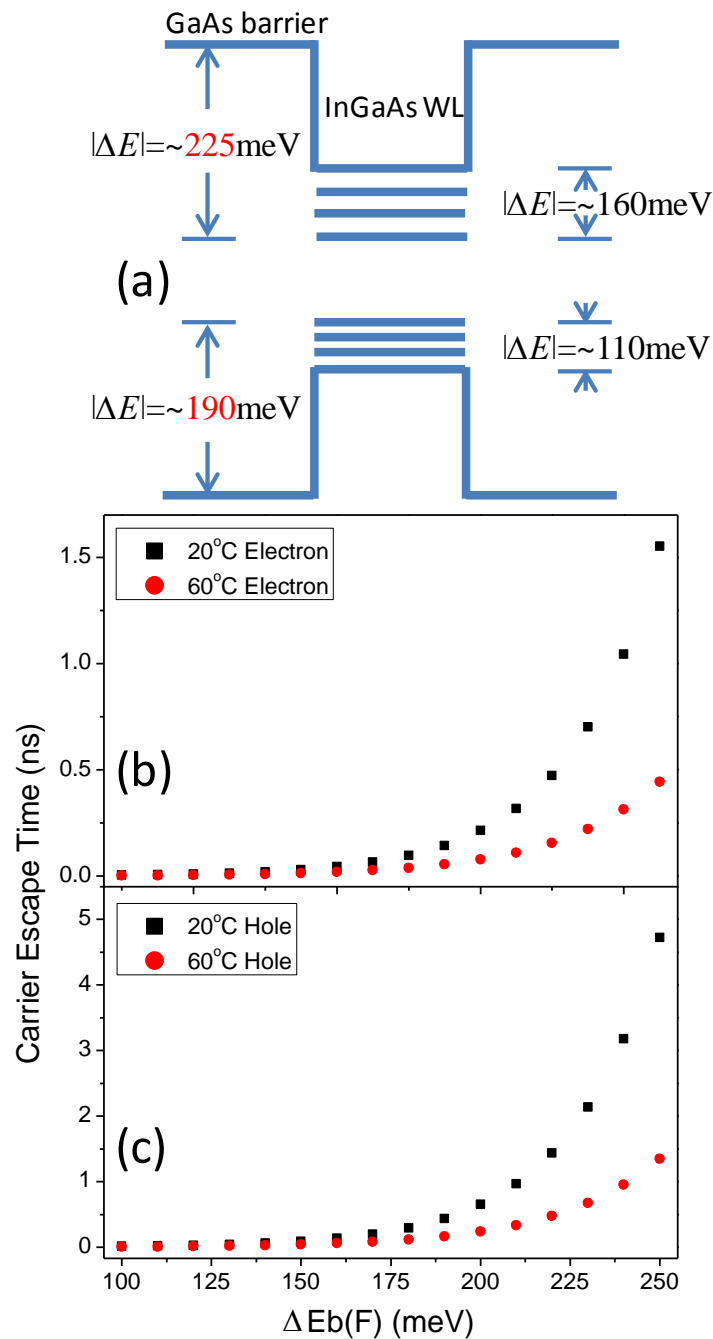 GaAs barrier
InGaAs WL
|ΔE|=~225meV
|ΔE|=~160meV
(a)
|ΔE|=~110meV
|ΔE|=~190meV
1.5
1.0
0.5
0.0
20°C Electron
60°C Electron
(b)
Carrier Escape Time (ns)
5
4
3
2
1
0
20°C Hole
60°C Hole
(c)
100 125 150 175 200 225 250
ΔEb(F) (meV)